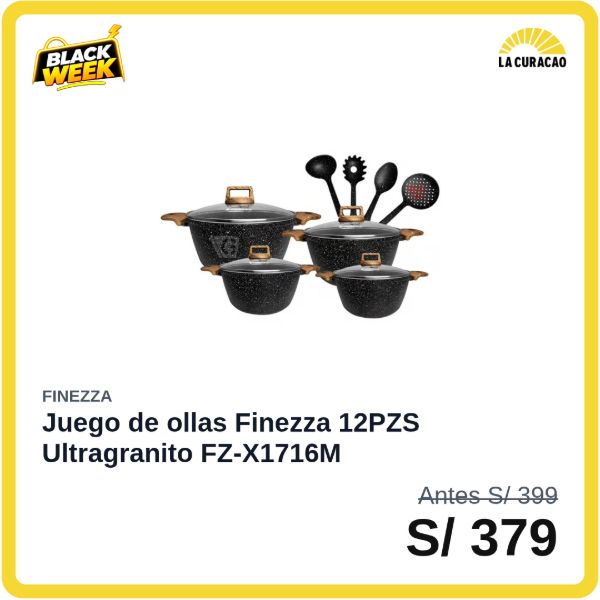 BLACK
WEEK
LA CURACAO
FINEZZA
Juego de ollas Finezza 12PZS
Ultragranito FZ-X1716M
Antes S/ 399
S/ 379